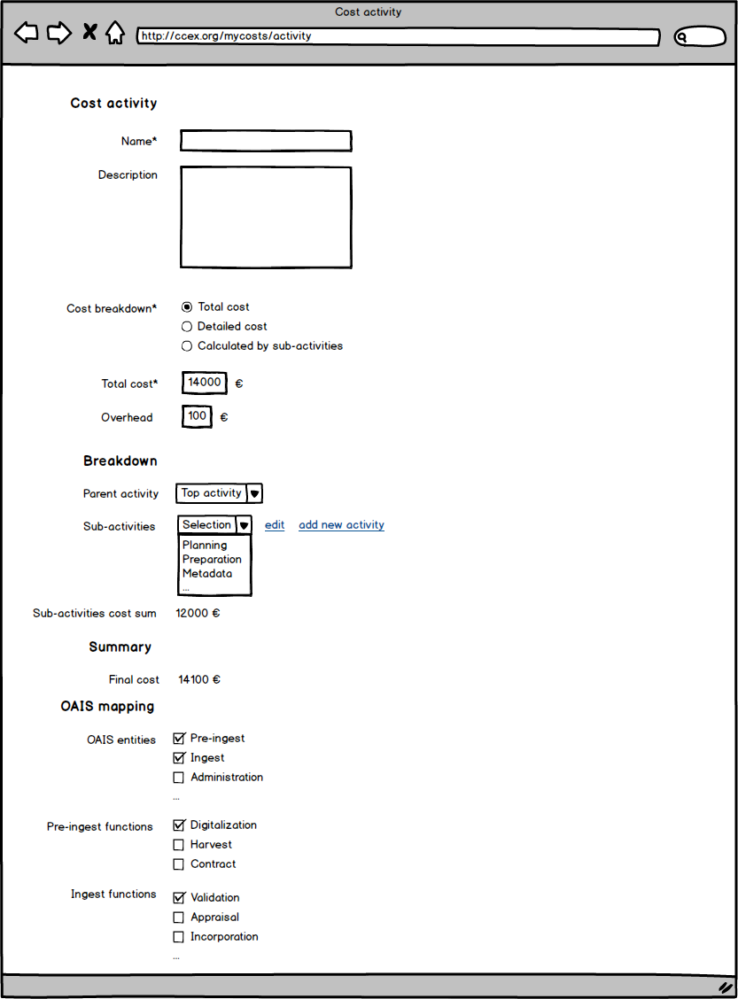 Cost activity
http://ccex.org/mycosts/activity
Cost activity
Name*
Description
Cost breakdown*
Total cost
Detailed cost
Calculated by sub-activities
Total cost* 14000 €
Overhead 100 €
Breakdown
Parent activity Top activity
Sub-activities Selection edit add new activity
Planning
Preparation
Metadata
...
Sub-activities cost sum 12000 €
Summary
Final cost 14100 €
OAIS mapping
OAIS entities Pre-ingest
Ingest
Administration
...
Pre-ingest functions Digitalization
Harvest
Contract
Ingest functions Validation
Appraisal
Incorporation
...